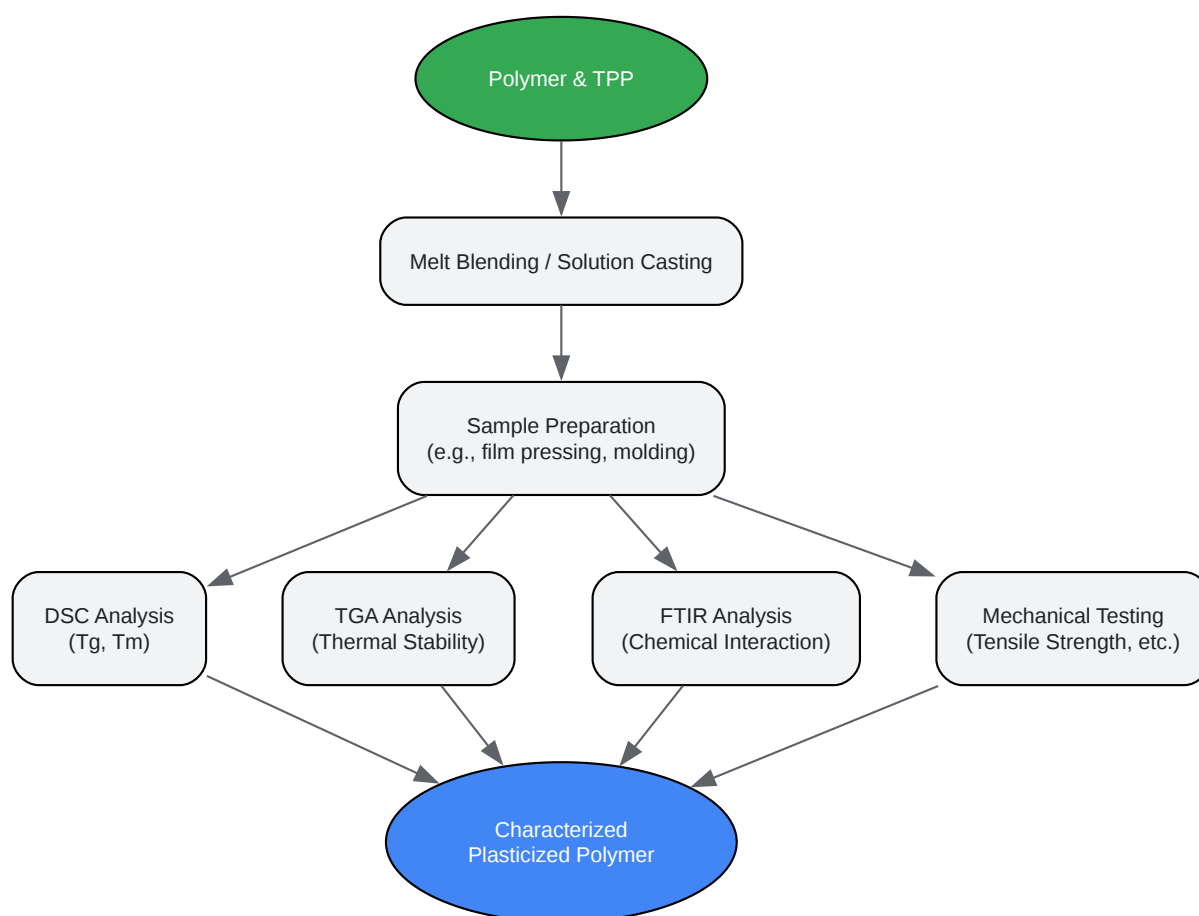 Polymer & TPP
Melt Blending / Solution Casting
Sample Preparation
(e.g., film pressing, molding)
DSC Analysis
(Tg, Tm)
TGA Analysis
(Thermal Stability)
FTIR Analysis
(Chemical Interaction)
Mechanical Testing
(Tensile Strength, etc.)
Characterized
Plasticized Polymer